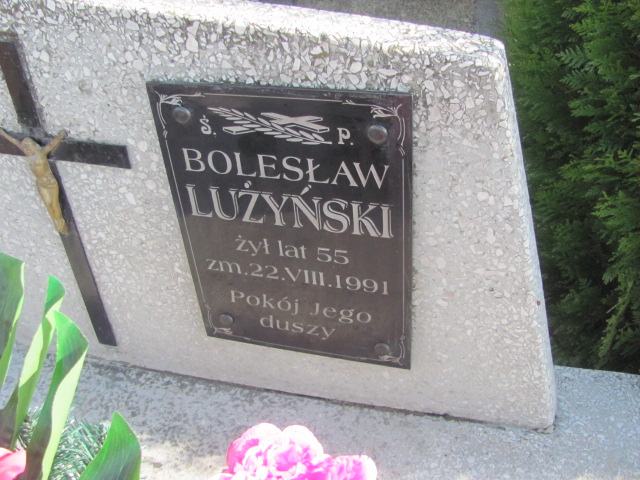 Ś. P.
BOLESŁAW
LUŻYŃSKI
żył lat 55
zm.22.VIII.1991
Pokój Jego
duszy